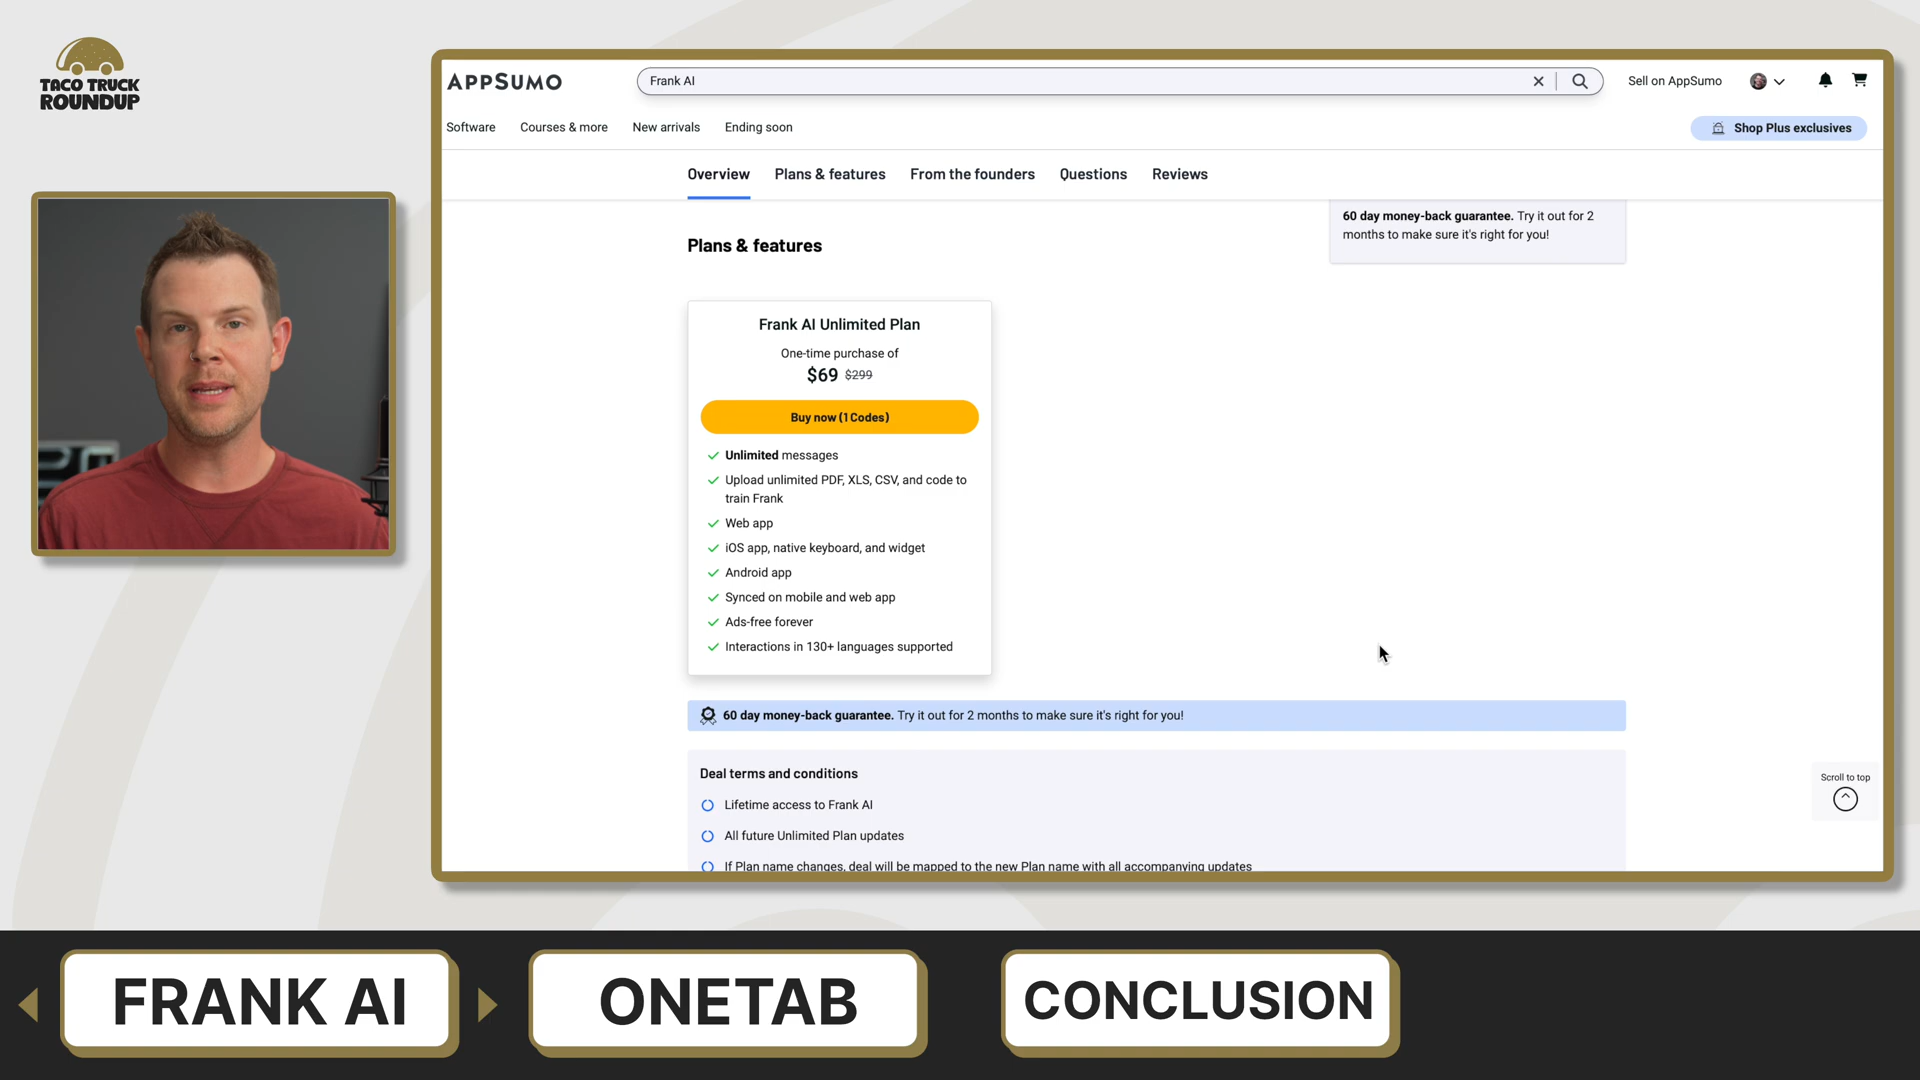 TACO TRUCK
ROUNDUP
APPSUMO
Frank AI
Sell on AppSumo
Software
Courses & more
New arrivals
Ending soon
Shop Plus exclusives
Overview
Plans & features
From the founders
Questions
Reviews
60 day money-back guarantee. Try it out for 2
months to make sure it's right for you!
Plans & features
Frank AI Unlimited Plan
One-time purchase of
$69 $299
Buy now (1 Codes)
Unlimited messages
Upload unlimited PDF, XLS, CSV, and code to
train Frank
Web app
iOS app, native keyboard, and widget
Android app
Synced on mobile and web app
Ads-free forever
Interactions in 130+ languages supported
60 day money-back guarantee. Try it out for 2 months to make sure it's right for you!
Deal terms and conditions
Lifetime access to Frank AI
All future Unlimited Plan updates
If Plan name changes, deal will be mapped to the new Plan name with all accompanying updates
Scroll to top
FRANK AI
ONETAB
CONCLUSION